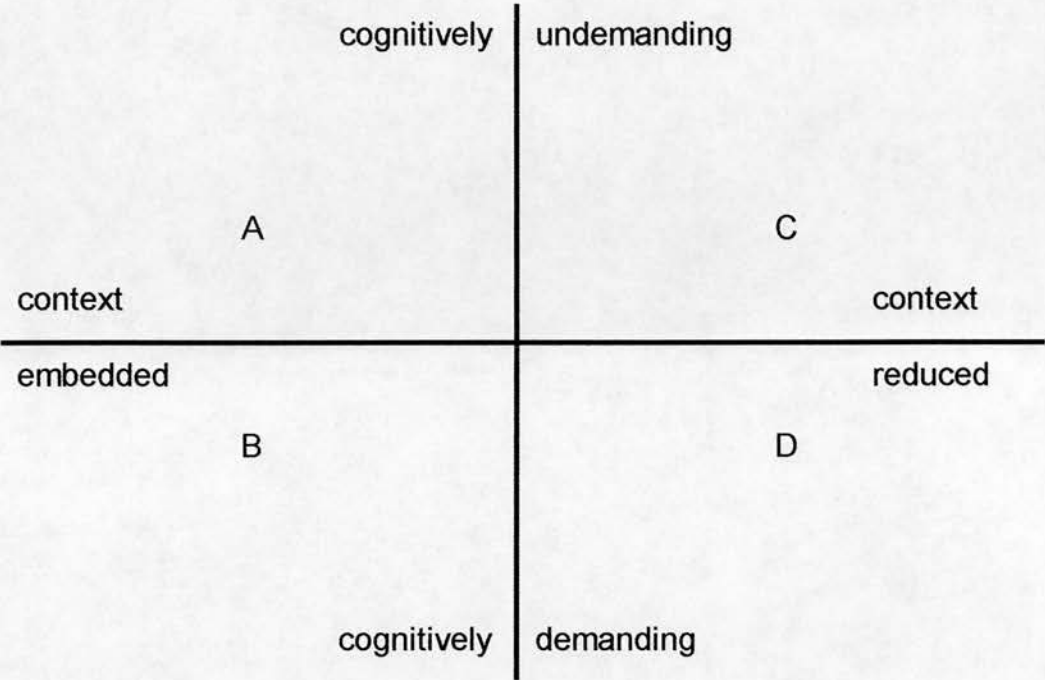 cognitively undemanding
A C
context context
embedded reduced
B D
cognitively demanding